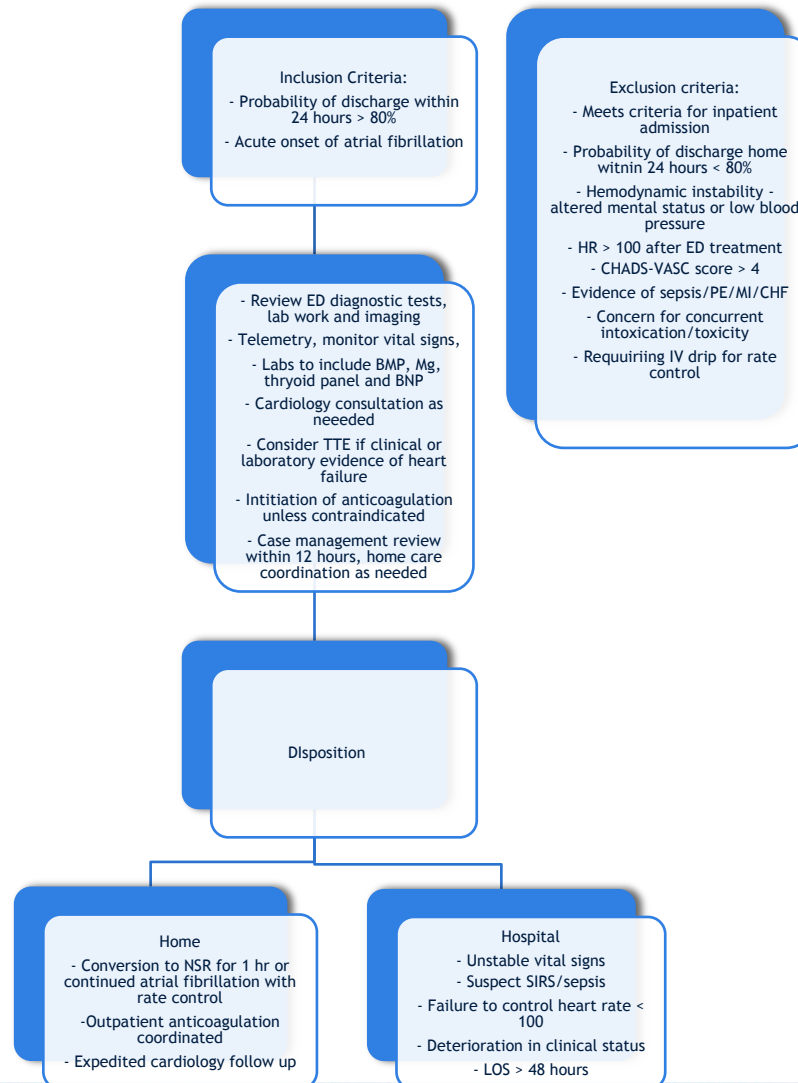 Inclusion Criteria:
- Probability of discharge within
24 hours > 80%
- Acute onset of atrial fibrillation
Exclusion criteria:
- Meets criteria for inpatient
admission
- Probability of discharge home
witnin 24 hours < 80%
- Hemodynamic instability -
altered mental status or low blood
pressure
- HR > 100 after ED treatment
- CHADS-VASC score > 4
- Evidence of sepsis/PE/MI/CHF
- Concern for concurrent
intoxication/toxicity
- Requuiriing IV drip for rate
control
- Review ED diagnostic tests,
lab work and imaging
- Telemetry, monitor vital signs,
- Labs to include BMP, Mg,
thryoid panel and BNP
- Cardiology consultation as
neeeded
- Consider TTE if clinical or
laboratory evidence of heart
failure
- Intitiation of anticoagulation
unless contraindicated
- Case management review
within 12 hours, home care
coordination as needed
DIsposition
Home
- Conversion to NSR for 1 hr or
continued atrial fibrillation with
rate control
-Outpatient anticoagulation
coordinated
- Expedited cardiology follow up
Hospital
- Unstable vital signs
- Suspect SIRS/sepsis
- Failure to control heart rate <
100
- Deterioration in clinical status
- LOS > 48 hours